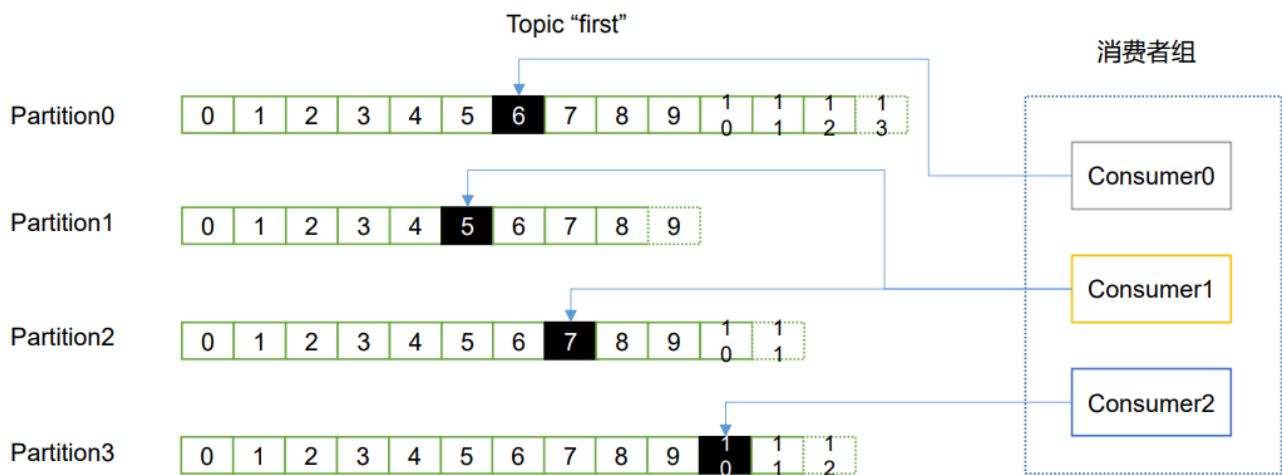 Topic “first”
消费者组
Partition0 0 1 2 3 4 5 6 7 8 9 10 11 12 13
Consumer0
Partition1 0 1 2 3 4 5 6 7 8 9
Consumer1
Partition2 0 1 2 3 4 5 6 7 8 9 10 11
Consumer2
Partition3 0 1 2 3 4 5 6 7 8 9 10 11 12